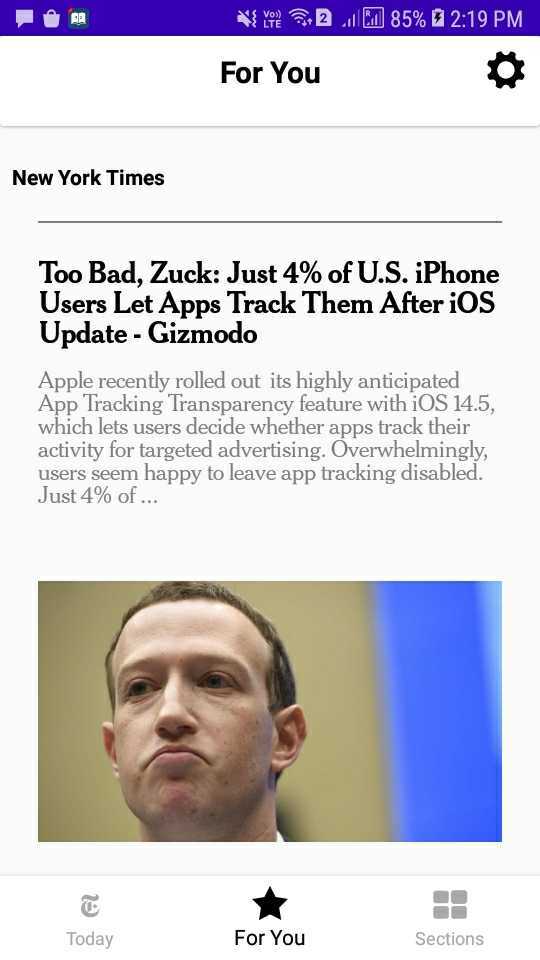 VoLTE 2 R 85% 2:19 PM
For You
New York Times
Too Bad, Zuck: Just 4% of U.S. iPhone
Users Let Apps Track Them After iOS
Update - Gizmodo
Apple recently rolled out its highly anticipated
App Tracking Transparency feature with iOS 14.5,
which lets users decide whether apps track their
activity for targeted advertising. Overwhelmingly,
users seem happy to leave app tracking disabled.
Just 4% of ...
Today For You Sections